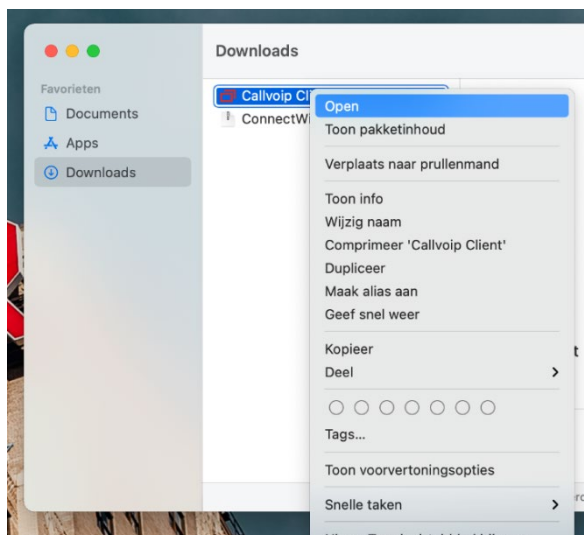 Downloads
Favorieten
Documents
Apps
Downloads
Callvoip
ConnectWi
Open
Toon pakketinhoud
Verplaats naar prullenmand
Toon info
Wijzig naam
Comprimeer 'Callvoip Client'
Dupliceer
Maak alias aan
Geef snel weer
Kopieer
Deel
Tags...
Toon voorvertoningsopties
Snelle taken